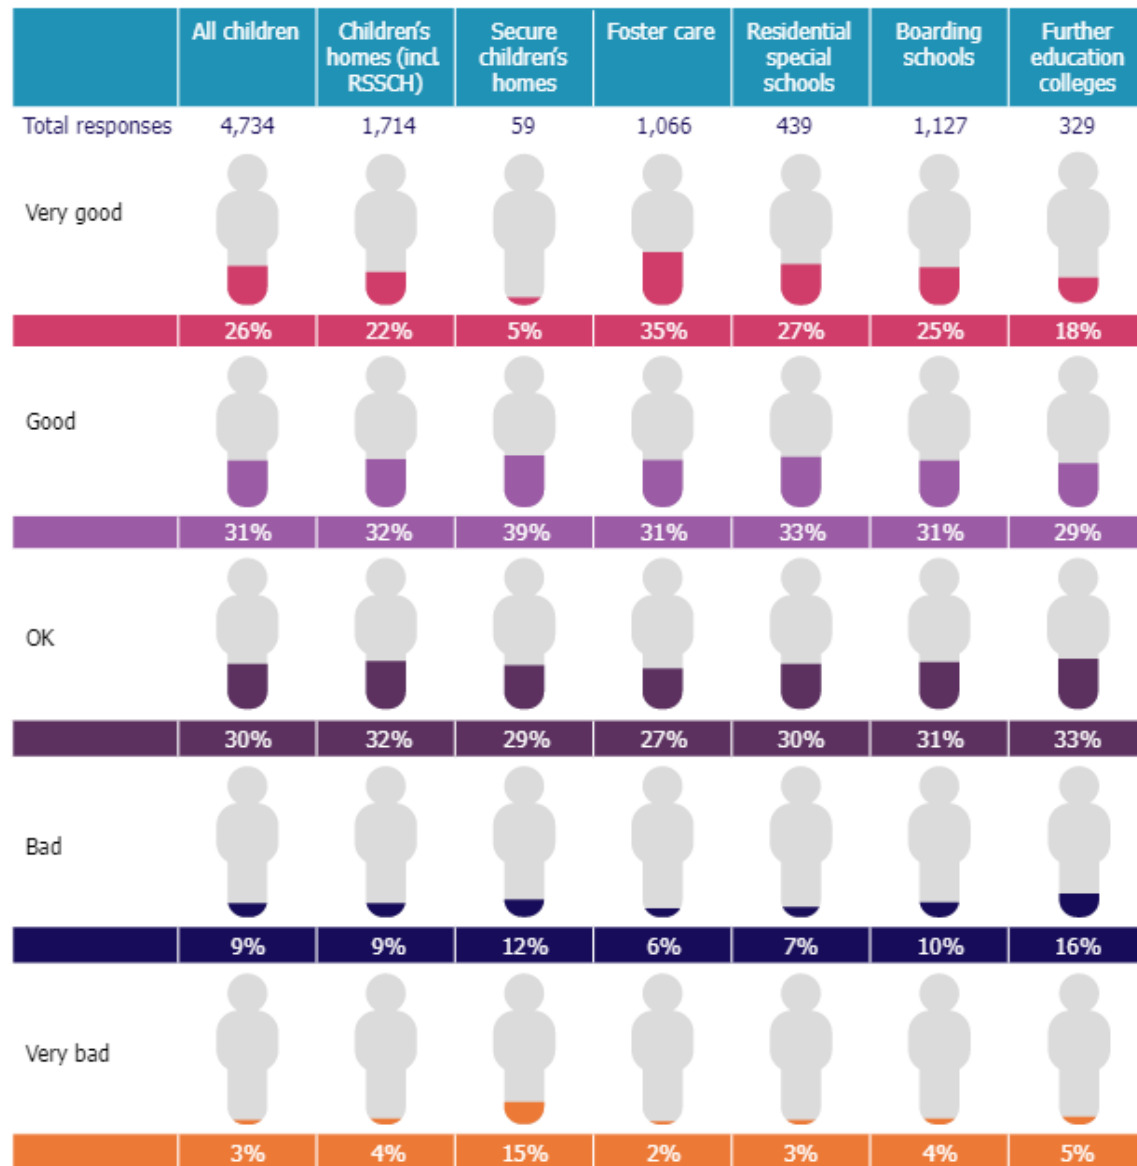 All children Children's Secure Foster care Residential Boarding Further
homes (incl. children's special schools education
RSSCH) homes schools colleges
Total responses 4,734 1,714 59 1,066 439 1,127 329
Very good
26% 22% 5% 35% 27% 25% 18%
Good
31% 32% 39% 31% 33% 31% 29%
OK
30% 32% 29% 27% 30% 31% 33%
Bad
9% 9% 12% 6% 7% 10% 16%
Very bad
3% 4% 15% 2% 3% 4% 5%